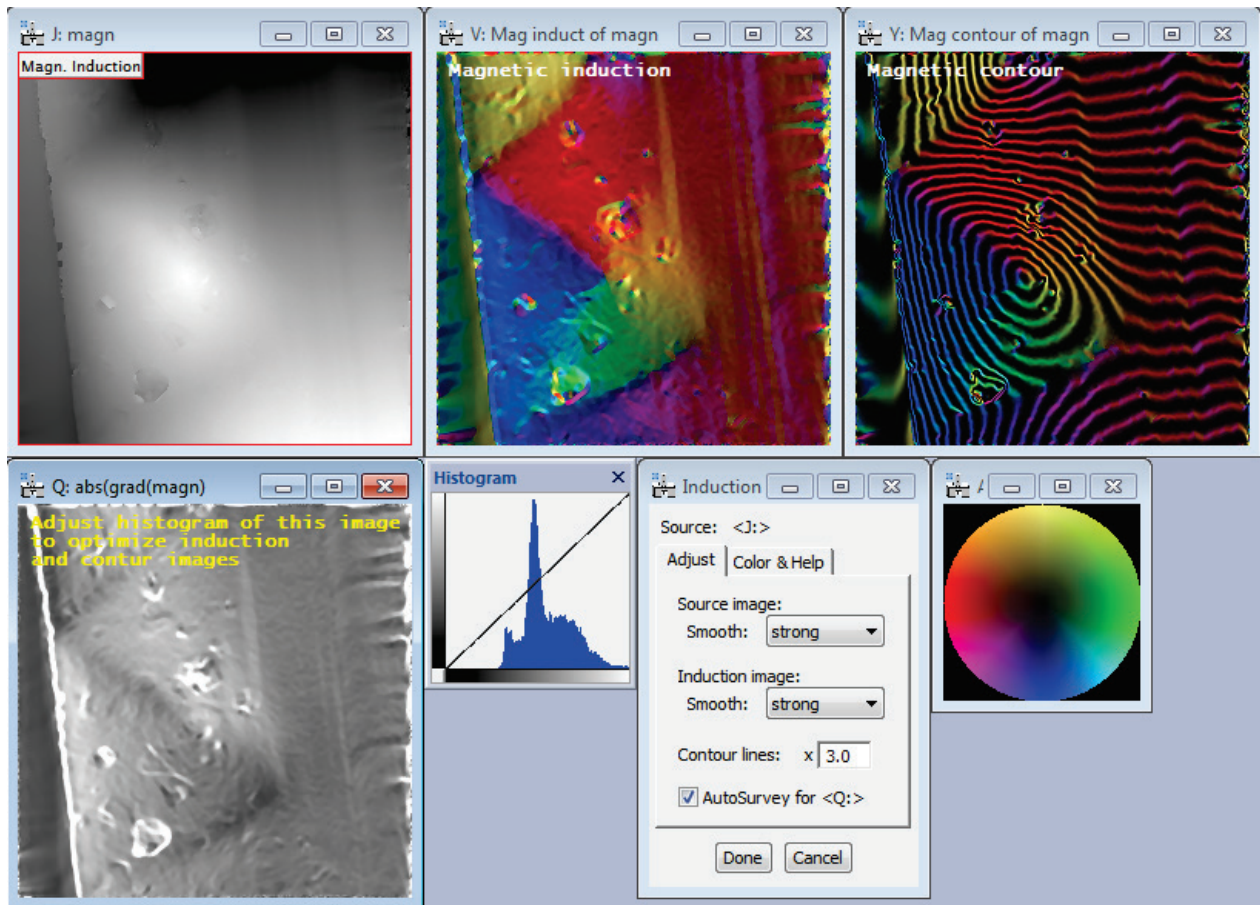 J: magn
Magn. Induction
V: Mag induct of magn
Magnetic induction
Y: Mag contour of magn
Magnetic contour
Q: abs(grad(magn)
Adjust histogram of this image
to optimize induction
and contur images
Histogram
Induction
Source: <J:>
Adjust
Color & Help
Source image:
Smooth: strong
Induction image:
Smooth: strong
Contour lines: x 3.0
AutoSurvey for <Q:>
Done
Cancel